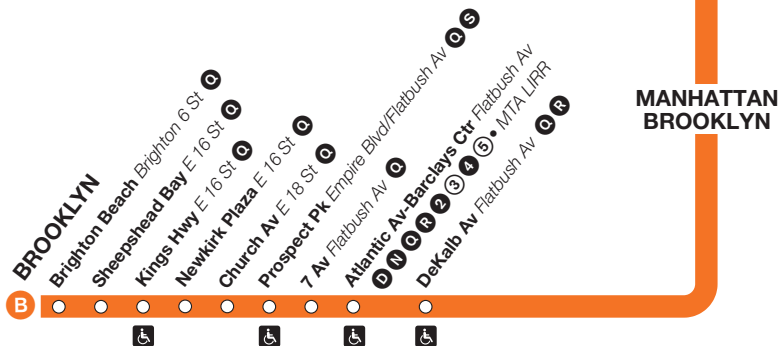 BROOKLYN
B
Brighton Beach Brighton 6 St Q
Sheepshead Bay E 16 St Q
Kings Hwy E 16 St Q
Newkirk Plaza E 16 St Q
Church Av E 18 St Q
Prospect Pk Empire Blvd/Flatbush Av Q S
7 Av Flatbush Av Q
Atlantic Av-Barclays Ctr Flatbush Av
D N Q R 2 3 4 5 • MTA LIRR
DeKalb Av Flatbush Av Q R
MANHATTAN
BROOKLYN